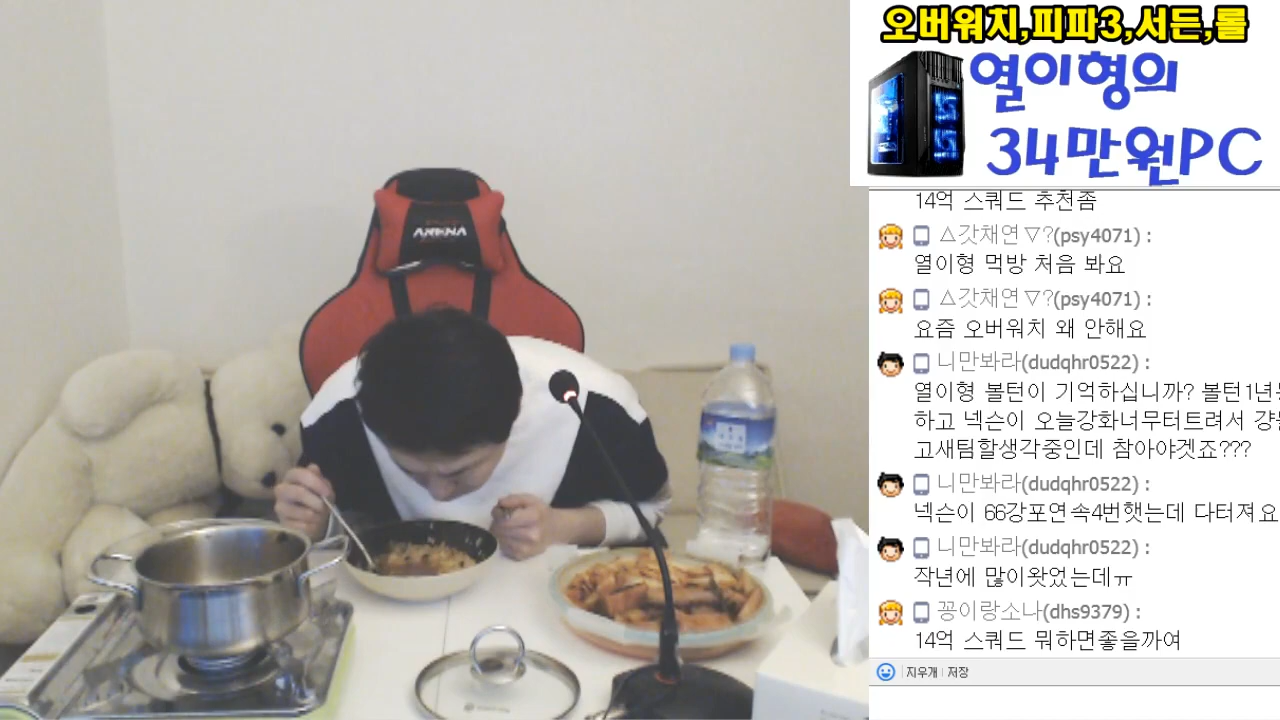 오버워치,피파3,서든,롤
열이형의
34만원PC
ARENA
14억 스쿼드 추천좀
△갓채연▽?(psy4071) :
열이형 먹방 처음 봐요
△갓채연▽?(psy4071) :
요즘 오버워치 왜 안해요
니만봐라(dudqhr0522) :
열이형 볼턴이 기억하십니까? 볼턴1년
하고 넥슨이 오늘강화너무터트려서 걍
고새팀할생각중인데 참아야겟죠???
니만봐라(dudqhr0522) :
넥슨이 66강포연속4번햇는데 다터져요
니만봐라(dudqhr0522) :
작년에 많이왓었는데ㅠ
꽁이랑소나(dhs9379) :
14억 스쿼드 뭐하면좋을까여
지우개 저장